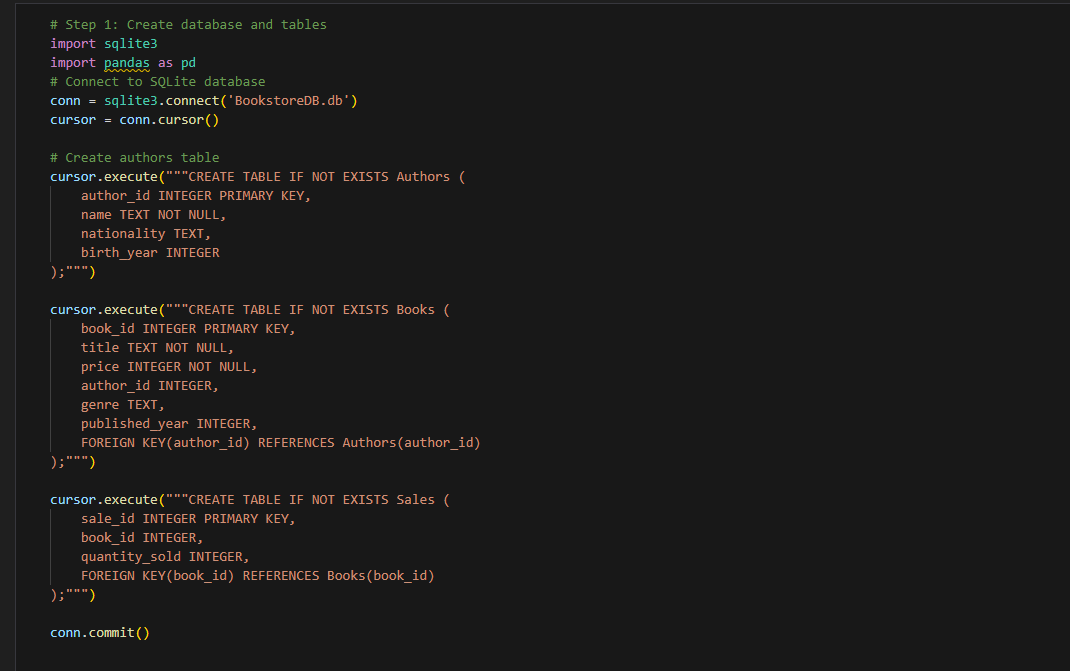 # Step 1: Create database and tables
import sqlite3
import pandas as pd
# Connect to SQLite database
conn = sqlite3.connect('BookstoreDB.db')
cursor = conn.cursor()

# Create authors table
cursor.execute("""CREATE TABLE IF NOT EXISTS Authors (
    author_id INTEGER PRIMARY KEY,
    name TEXT NOT NULL,
    nationality TEXT,
    birth_year INTEGER
);""")

cursor.execute("""CREATE TABLE IF NOT EXISTS Books (
    book_id INTEGER PRIMARY KEY,
    title TEXT NOT NULL,
    price INTEGER NOT NULL,
    author_id INTEGER,
    genre TEXT,
    published_year INTEGER,
    FOREIGN KEY(author_id) REFERENCES Authors(author_id)
);""")

cursor.execute("""CREATE TABLE IF NOT EXISTS Sales (
    sale_id INTEGER PRIMARY KEY,
    book_id INTEGER,
    quantity_sold INTEGER,
    FOREIGN KEY(book_id) REFERENCES Books(book_id)
);""")

conn.commit()